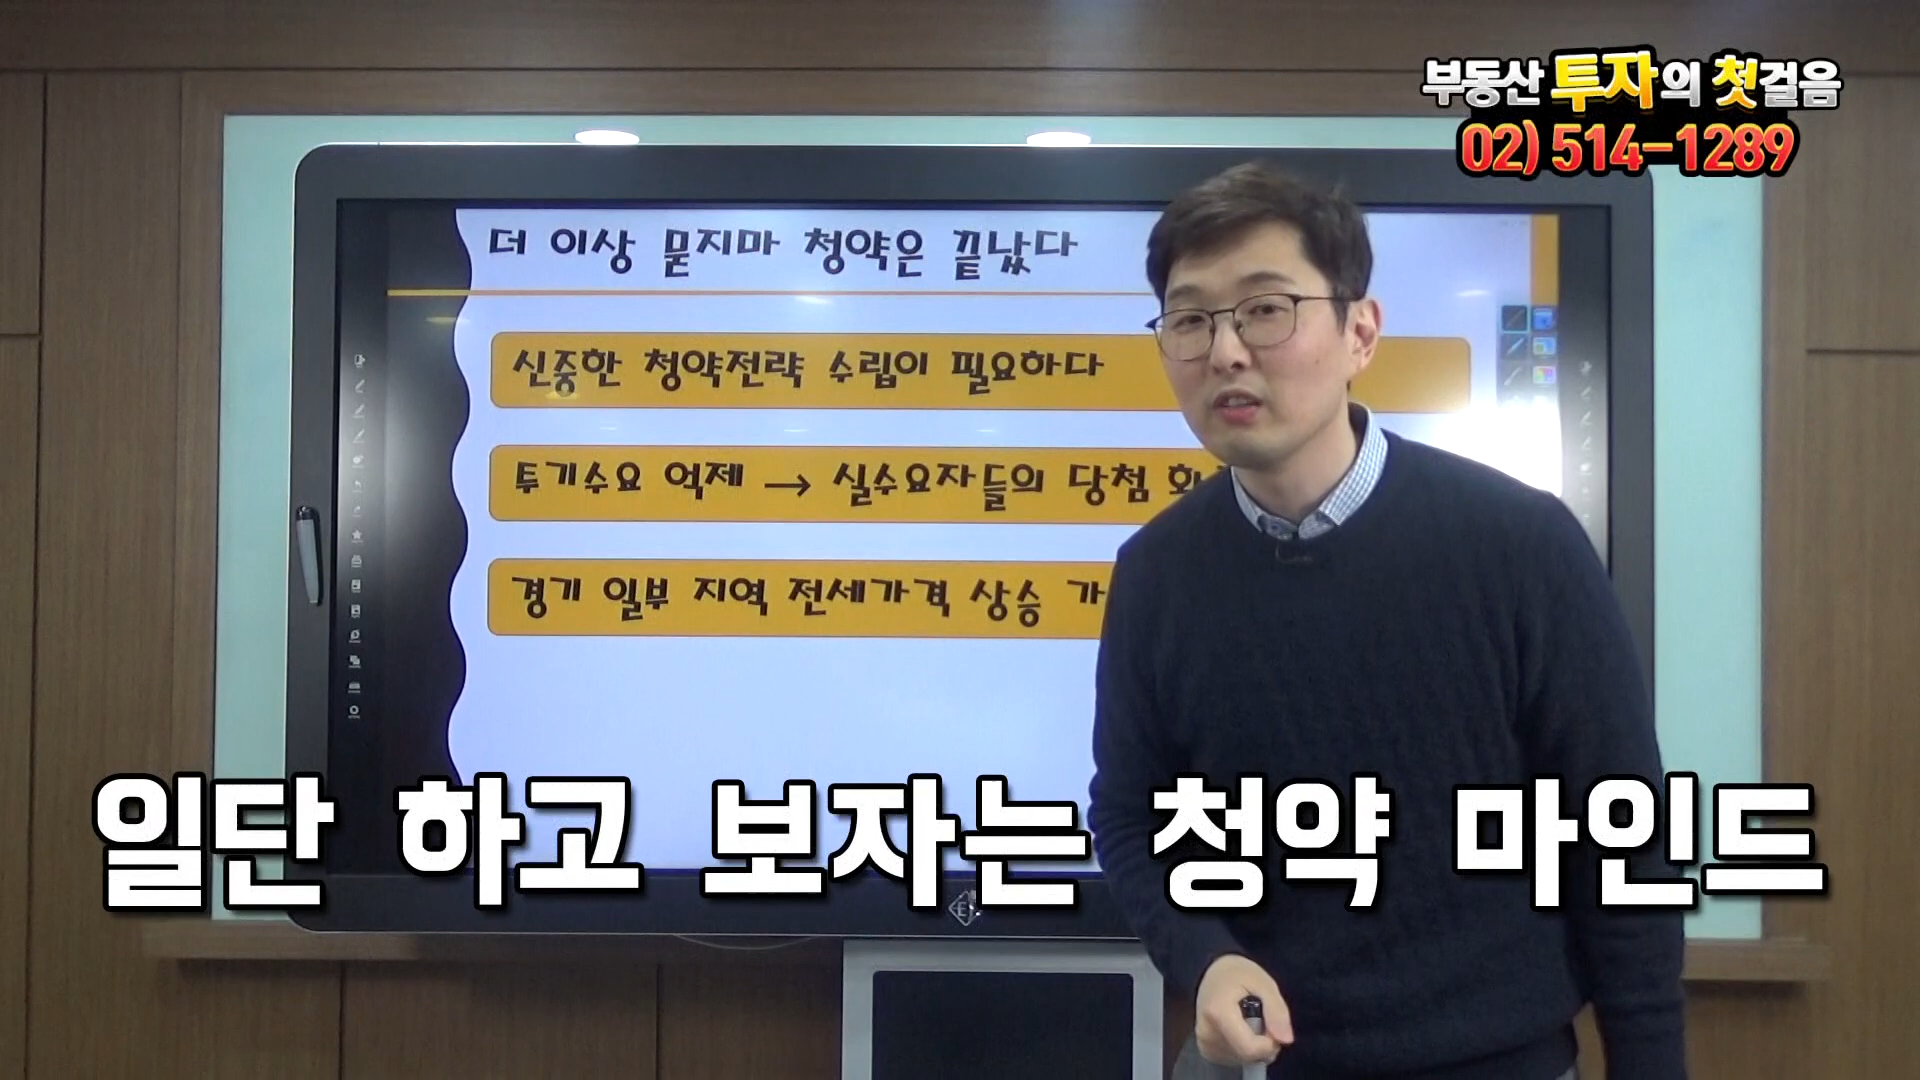 부동산 투자의 첫걸음
02) 514-1289
더 이상 묻지마 청약은 끝났다
신중한 청약전략 수립이 필요하다
투기수요 억제 → 실수요자들의 당첨
경기 일부 지역 전세가격 상승
일단 하고 보자는 청약 마인드